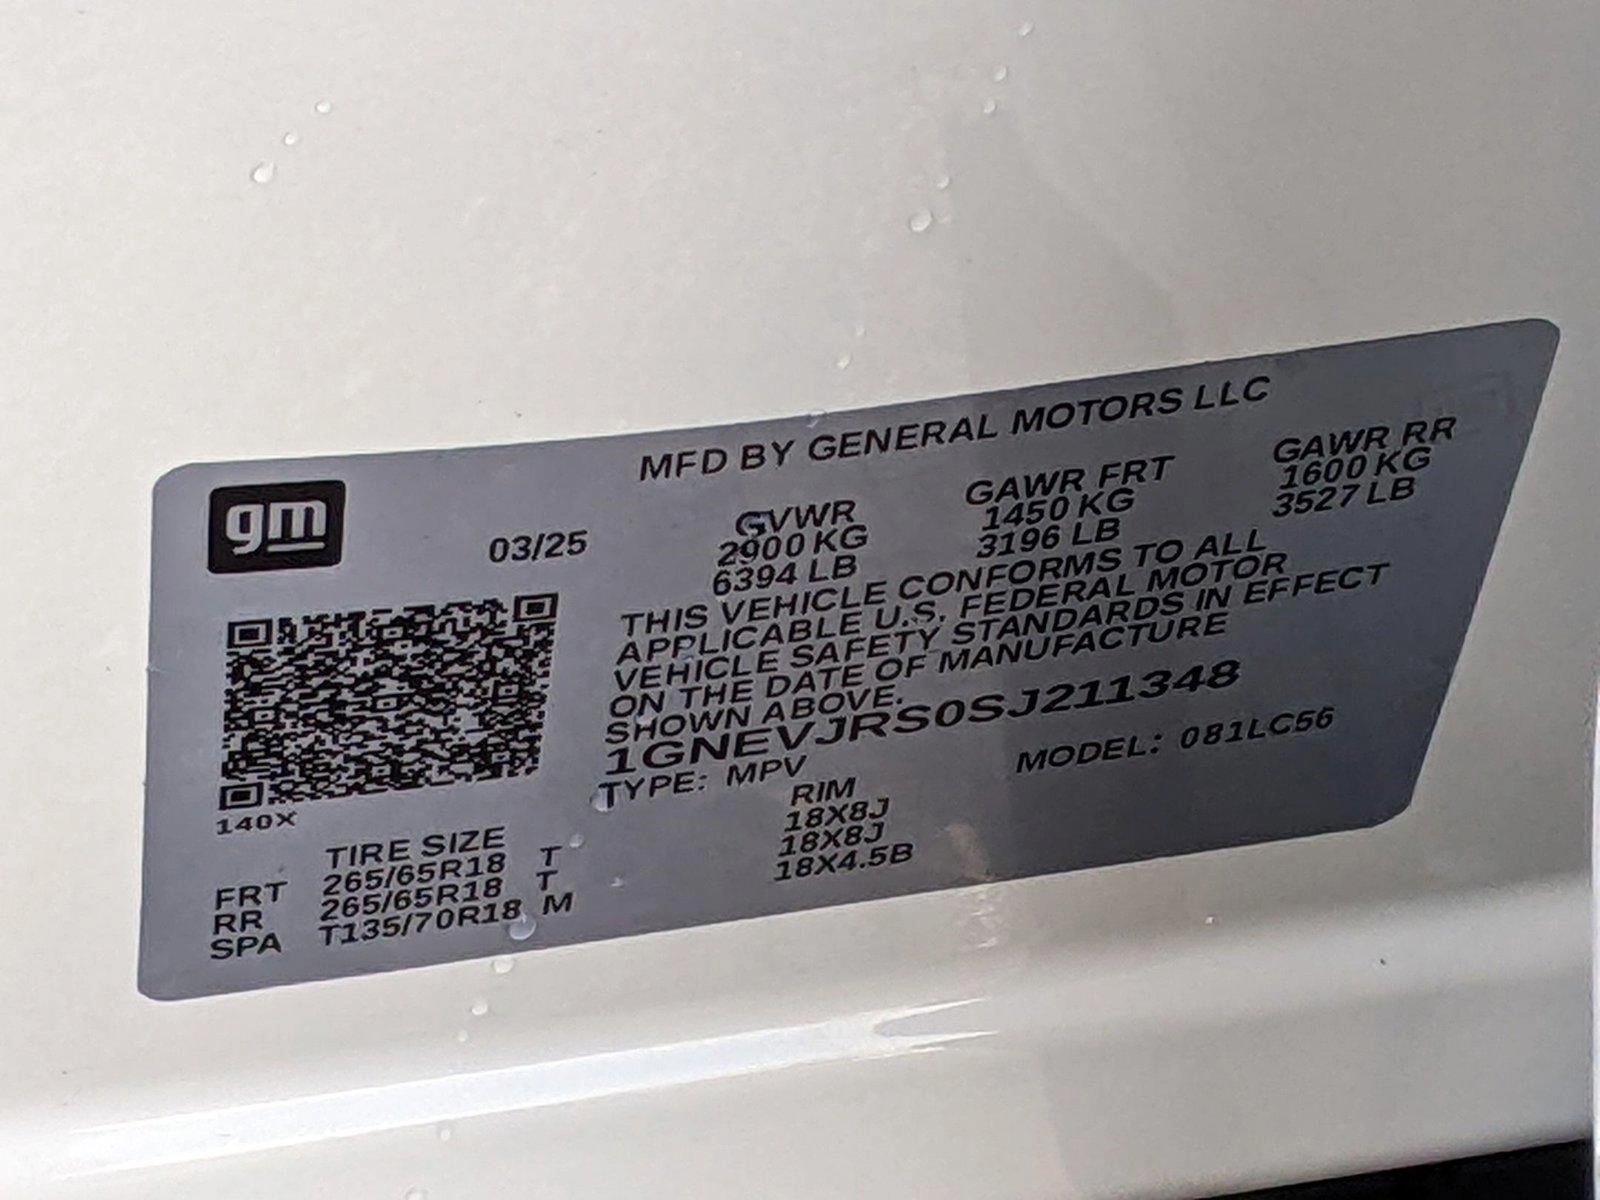 MFD BY GENERAL MOTORS LLC
gm
03/25
GVWR GAWR FRT GAWR RR
2900 KG 1450 KG 1600 KG
6394 LB 3196 LB 3527 LB
THIS VEHICLE CONFORMS TO ALL
APPLICABLE U.S. FEDERAL MOTOR
VEHICLE SAFETY STANDARDS IN EFFECT
ON THE DATE OF MANUFACTURE
SHOWN ABOVE.
1GNEVJRS0SJ211348
TYPE: MPV MODEL: 081LC56
140X
TIRE SIZE RIM
FRT 265/65R18 T 18X8J
RR 265/65R18 T 18X8J
SPA T135/70R18 M 18X4.5B